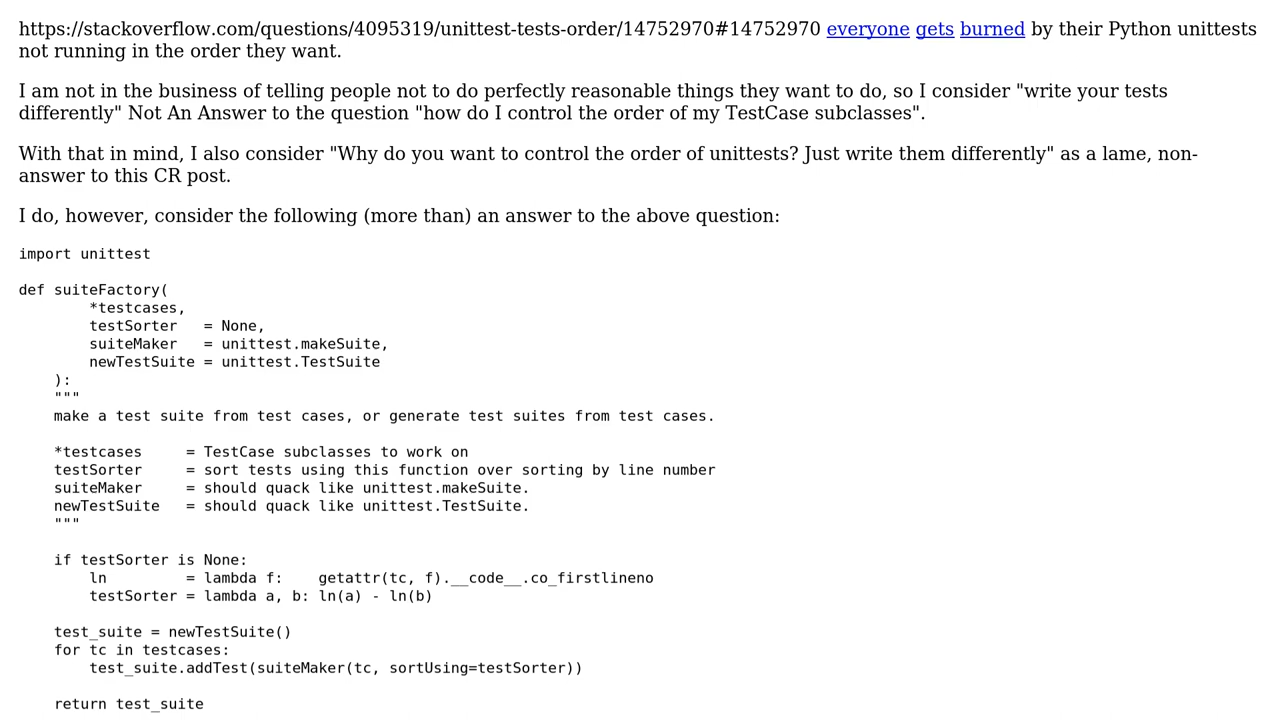 https://stackoverflow.com/questions/4095319/unittest-tests-order/14752970#14752970 everyone gets burned by their Python unittests
not running in the order they want.
I am not in the business of telling people not to do perfectly reasonable things they want to do, so I consider "write your tests
differently" Not An Answer to the question "how do I control the order of my TestCase subclasses".
With that in mind, I also consider "Why do you want to control the order of unittests? Just write them differently" as a lame, non-
answer to this CR post.
I do, however, consider the following (more than) an answer to the above question:
import unittest
def suiteFactory(
        *testcases,
        testSorter   = None,
        suiteMaker   = unittest.makeSuite,
        newTestSuite = unittest.TestSuite
    ):
    """
    make a test suite from test cases, or generate test suites from test cases.
    *testcases     = TestCase subclasses to work on
    testSorter     = sort tests using this function over sorting by line number
    suiteMaker     = should quack like unittest.makeSuite.
    newTestSuite   = should quack like unittest.TestSuite.
    """
    if testSorter is None:
        ln         = lambda f:    getattr(tc, f).__code__.co_firstlineno
        testSorter = lambda a, b: ln(a) - ln(b)
    test_suite = newTestSuite()
    for tc in testcases:
        test_suite.addTest(suiteMaker(tc, sortUsing=testSorter))
    return test_suite